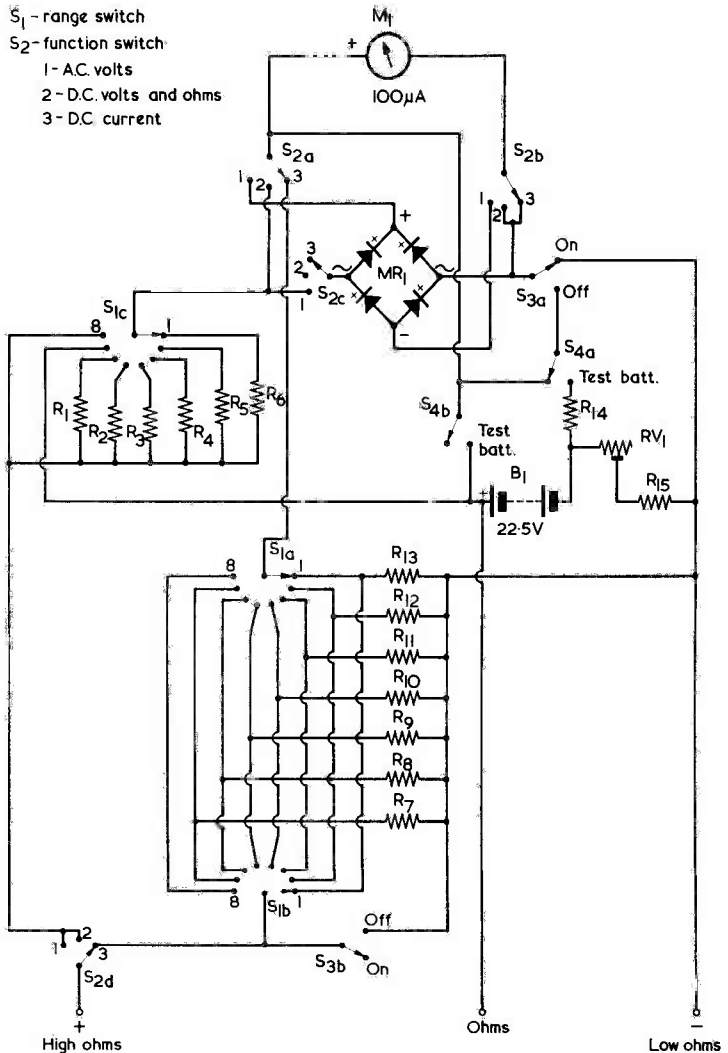 S1 - range switch
S2 - function switch
1 - A.C. volts
2 - D.C. volts and ohms
3 - D.C current
M1
+
100µA
S2a
1 2 3
S2b
1 2 3
+
MR1
-
3
2
1
S2c
On
S3a
Off
S4a
Test batt.
S1c
8 1
R1
R2
R3
R4
R5
R6
S4b
Test
batt.
R14
RV1
R15
B1
+
22·5V
S1a
8 1
R13
R12
R11
R10
R9
R8
R7
8 1
S1b
Off
S3b
On
1 2 3
S2d
+
High ohms
Ohms
-
Low ohms